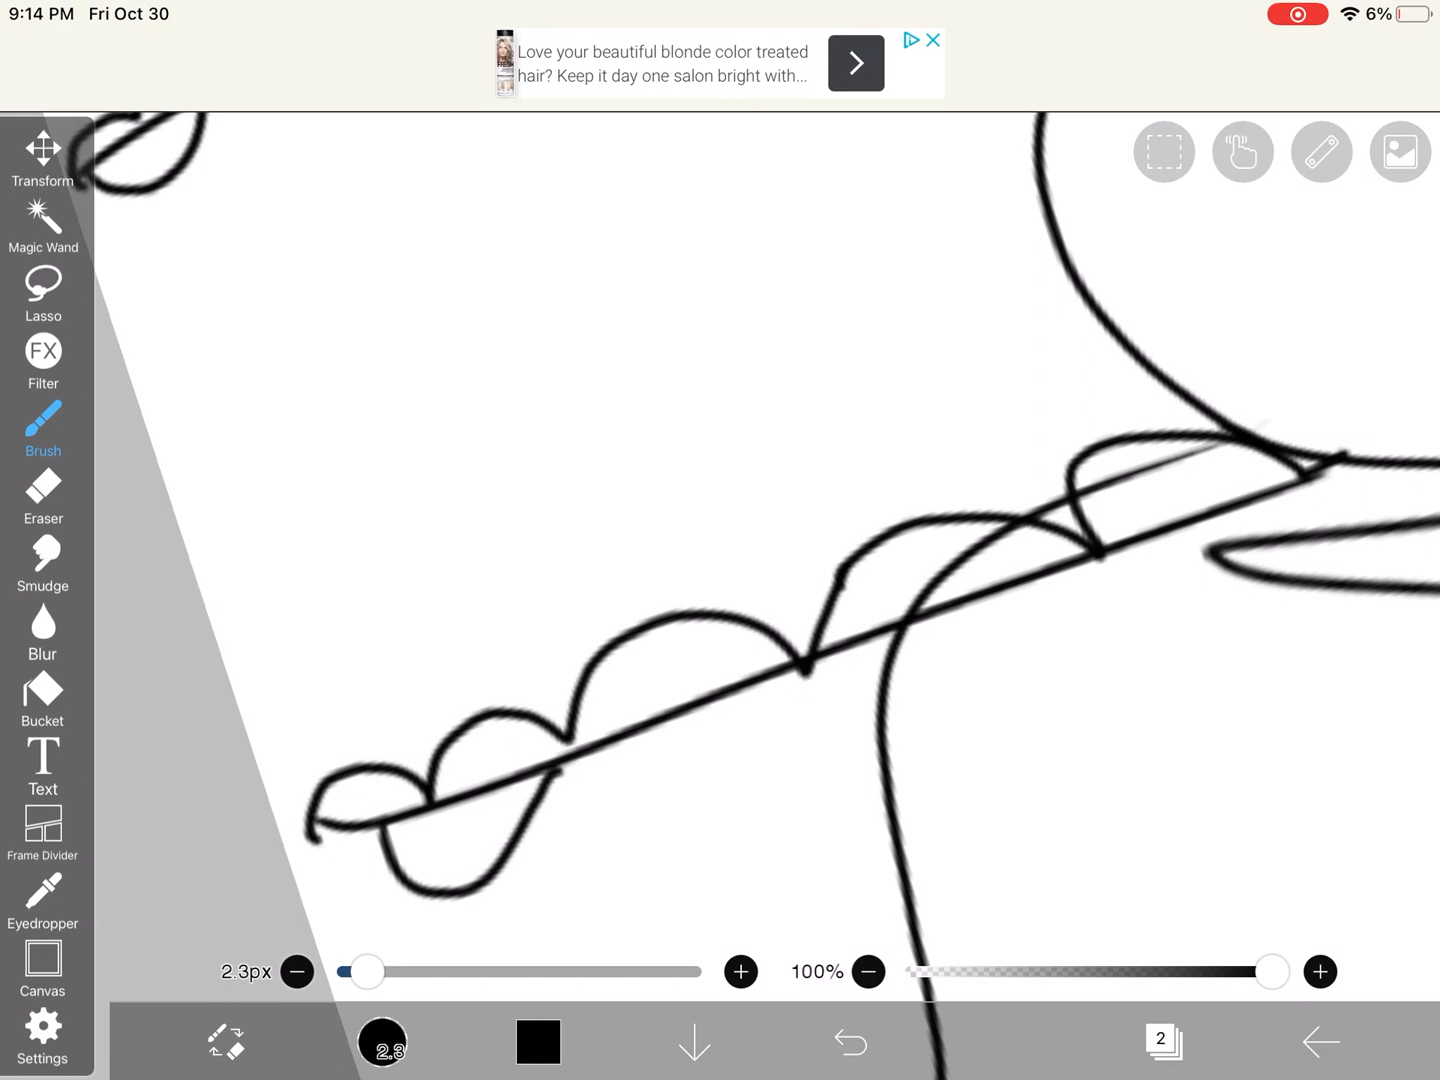 9:14 PM Fri Oct 30
6%
Love your beautiful blonde color treated
hair? Keep it day one salon bright with...
Transform
Magic Wand
Lasso
FX
Filter
Brush
Eraser
Smudge
Blur
Bucket
T
Text
Frame Divider
Eyedropper
Canvas
Settings
2.3px
100%
2.3
2